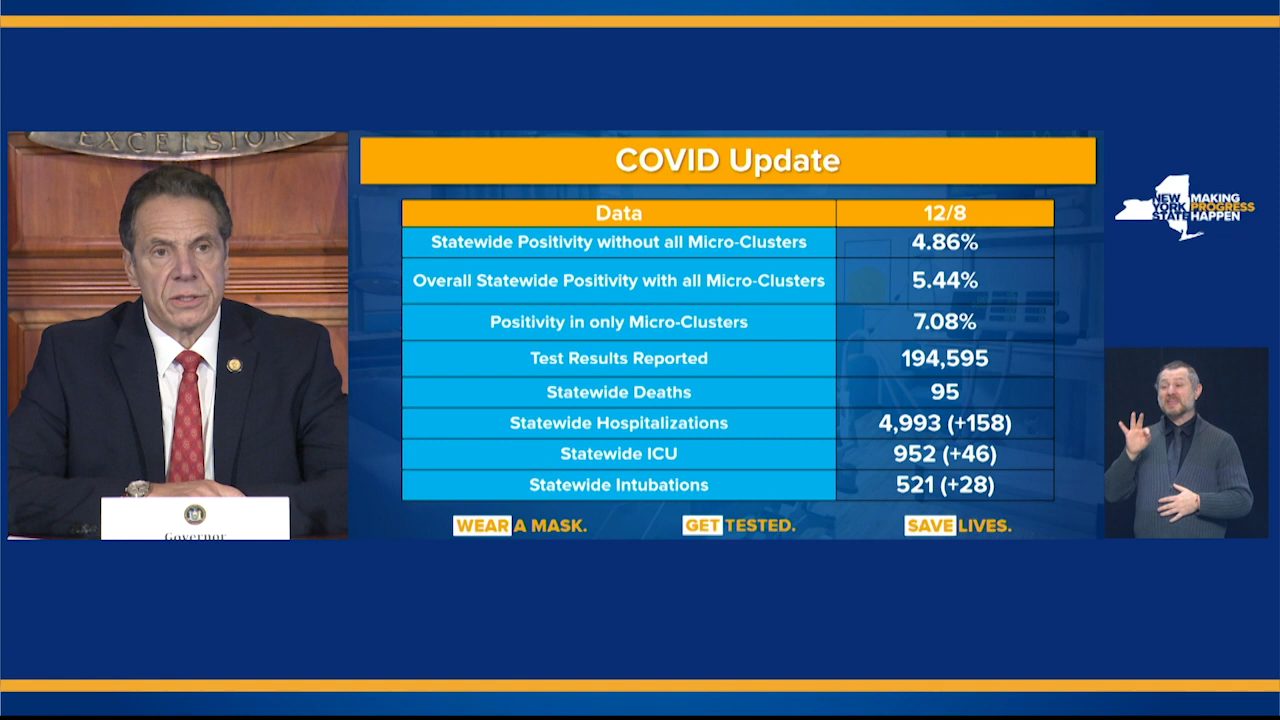 EXCELSIOR
Governor
COVID Update
Data 12/8
Statewide Positivity without all Micro-Clusters 4.86%
Overall Statewide Positivity with all Micro-Clusters 5.44%
Positivity in only Micro-Clusters 7.08%
Test Results Reported 194,595
Statewide Deaths 95
Statewide Hospitalizations 4,993 (+158)
Statewide ICU 952 (+46)
Statewide Intubations 521 (+28)
WEAR A MASK. GET TESTED. SAVE LIVES.
NEW YORK STATE
MAKING
PROGRESS
HAPPEN